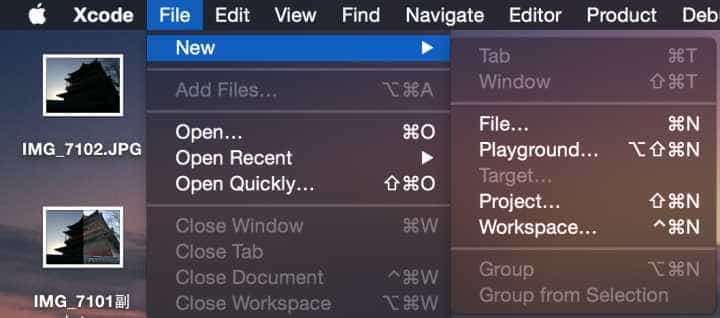 Xcode File Edit View Find Navigate Editor Product Deb
New ▶
Add Files… ⌥⌘A
Open… ⌘O
Open Recent ▶
Open Quickly… ⇧⌘O
Close Window ⌘W
Close Tab
Close Document ^⌘W
Close Workspace ⌥⌘W
Tab ⌘T
Window ⇧⌘T
File… ⌘N
Playground… ⌥⇧⌘N
Target…
Project… ⇧⌘N
Workspace… ^⌘N
Group ⌥⌘N
Group from Selection
IMG_7102.JPG
IMG_7101副